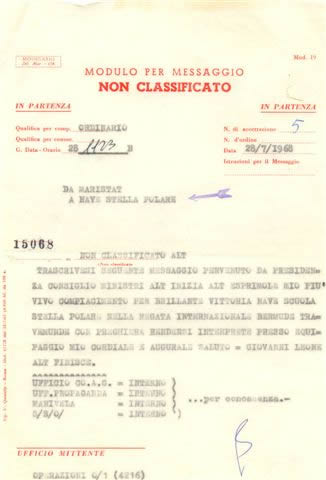 Mod. 19
MODULO PER MESSAGGIO
NON CLASSIFICATO
IN PARTENZA IN PARTENZA
Qualifica per comp. ORDINARIO N. di accettazione 5
Qualifica per conosc. N. d'ordine
G. Data - Orario 28 1123 B Data 28/7/1968
Istruzioni per il Messaggio
DA MARISTAT
A NAVE STELLA POLARE
15068
NON CLASSIFICATO ALT
(Non classificato)
TRASCRIVESI SEGUENTE MESSAGGIO PERVENUTO DA PRESIDEN-
ZA CONSIGLIO MINISTRI ALT INIZIA ALT ESPRIMOLE MIO PIU'
VIVO COMPIACIMENTO PER BRILLANTE VITTORIA NAVE SCUOLA
STELLA POLARE NELLA REGATA INTERNAZIONALE BERMUDE TRA-
VEMUNDE CON PREGHIERA RENDERSI INTERPRETE PRESSO EQUI-
PAGGIO MIO CORDIALE E AUGURALE SALUTO = GIOVANNI LEONE
ALT FINISCE.
UFFICIO CO.A.G. = INTERNO )
UFF.PROPAGANDA = INTERNO )
MARIVELA = INTERNO ) ...per conoscenza.-
= INTERNO )
UFFICIO MITTENTE
OPERAZIONI O/1 (4216)